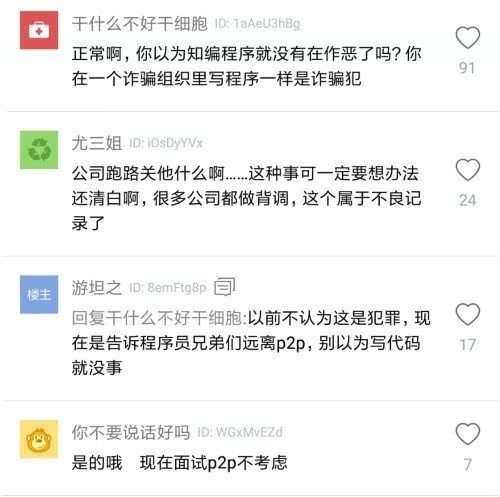 干什么不好干细胞 ID: 1aAeU3hBg
正常啊，你以为知编程序就没有在作恶了吗? 你
在一个诈骗组织里写程序一样是诈骗犯
91
尤三姐 ID: iOsDyYVx
公司跑路关他什么啊……这种事可一定要想办法
还清白啊，很多公司都做背调，这个属于不良记
录了
24
楼主
游坦之 ID: 8emFtg8p
回复干什么不好干细胞:以前不认为这是犯罪，现
在是告诉程序员兄弟们远离p2p，别以为写代码
就没事
17
你不要说话好吗 ID: WGxMvEZd
是的哦 现在面试p2p不考虑
7